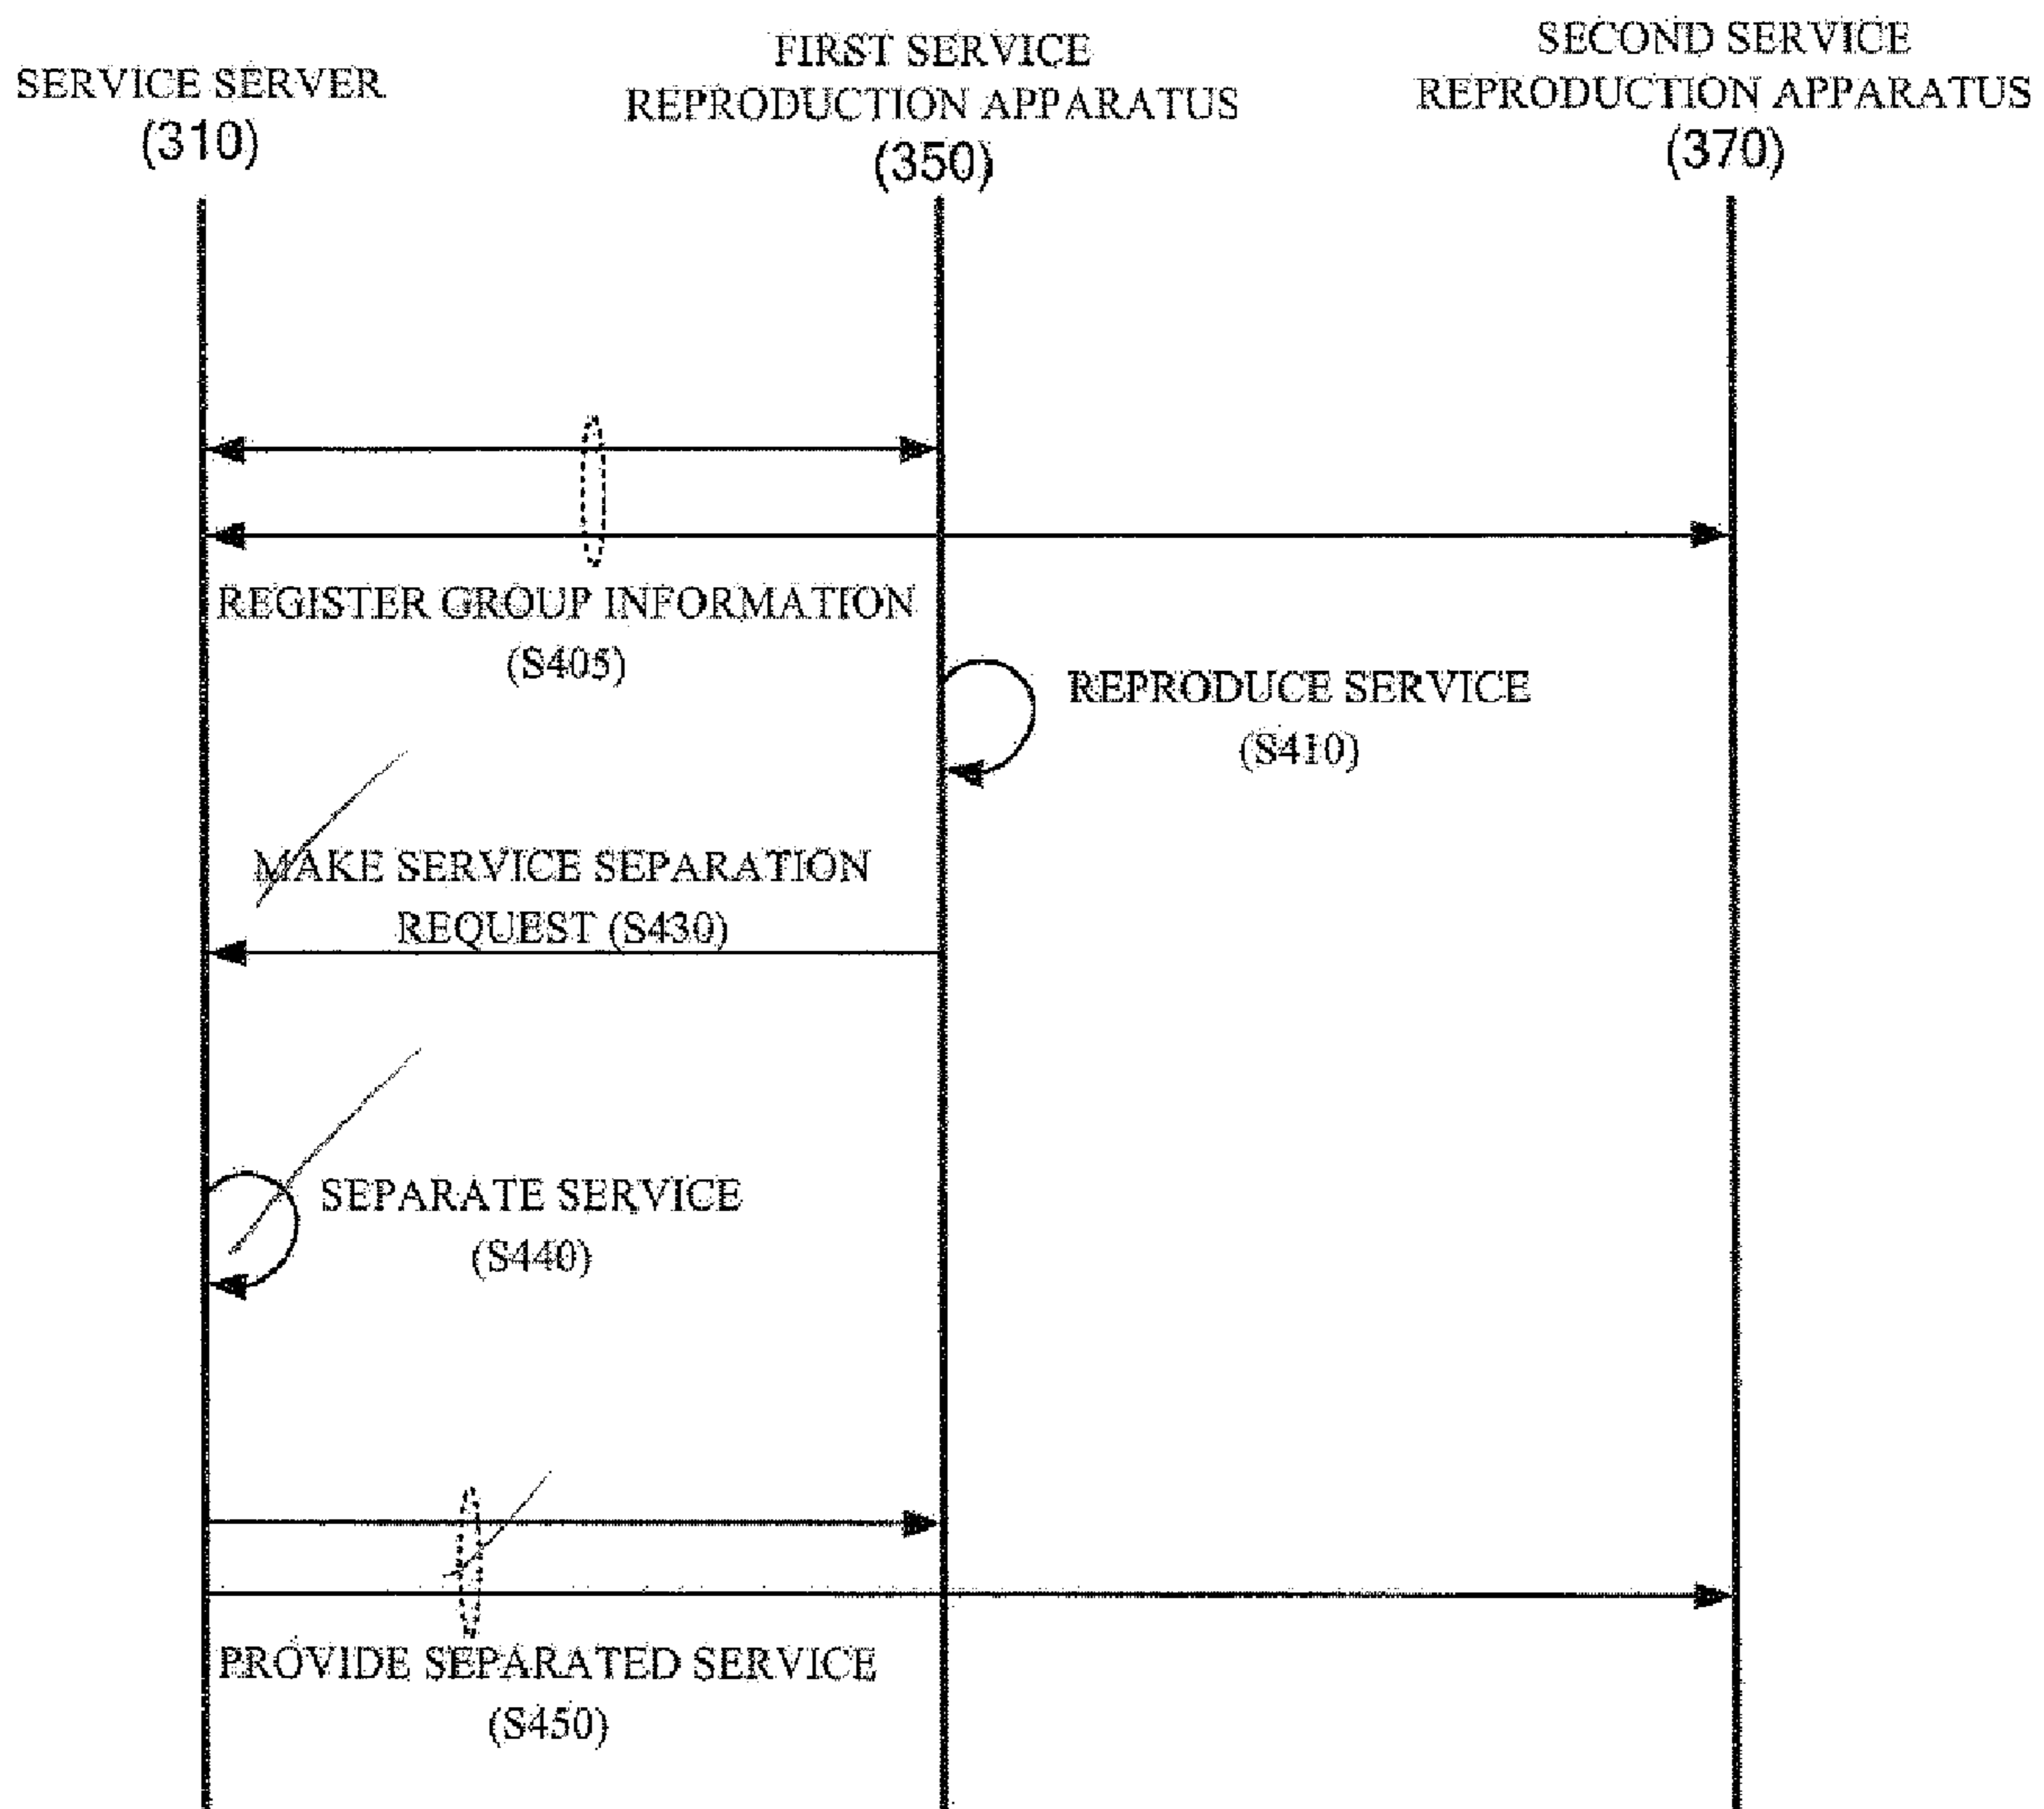 SERVICE SERVER
(310)
FIRST SERVICE
REPRODUCTION APPARATUS
(350)
SECOND SERVICE
REPRODUCTION APPARATUS
(370)
REGISTER GROUP INFORMATION
(S405)
REPRODUCE SERVICE
(S410)
MAKE SERVICE SEPARATION
REQUEST (S430)
SEPARATE SERVICE
(S440)
PROVIDE SEPARATED SERVICE
(S450)